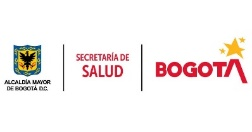 ALCALDÍA MAYOR
DE BOGOTÁ D.C.
SECRETARÍA DE
SALUD
BOGOTÁ